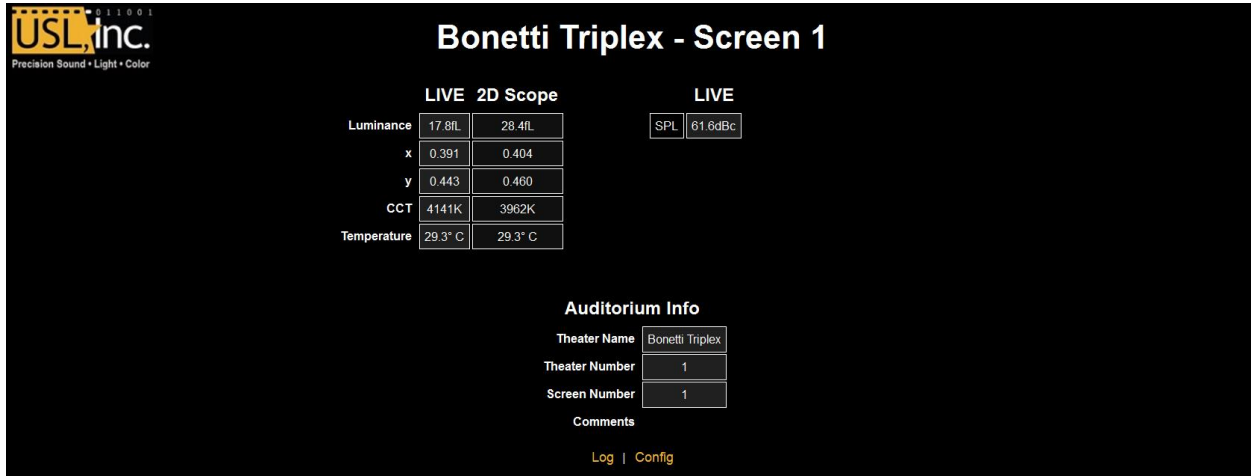 011001
USL, inc.
Precision Sound • Light • Color
Bonetti Triplex - Screen 1
LIVE 2D Scope
Luminance 17.8fL 28.4fL
x 0.391 0.404
y 0.443 0.460
CCT 4141K 3962K
Temperature 29.3° C 29.3° C
LIVE
SPL 61.6dBc
Auditorium Info
Theater Name Bonetti Triplex
Theater Number 1
Screen Number 1
Comments
Log | Config